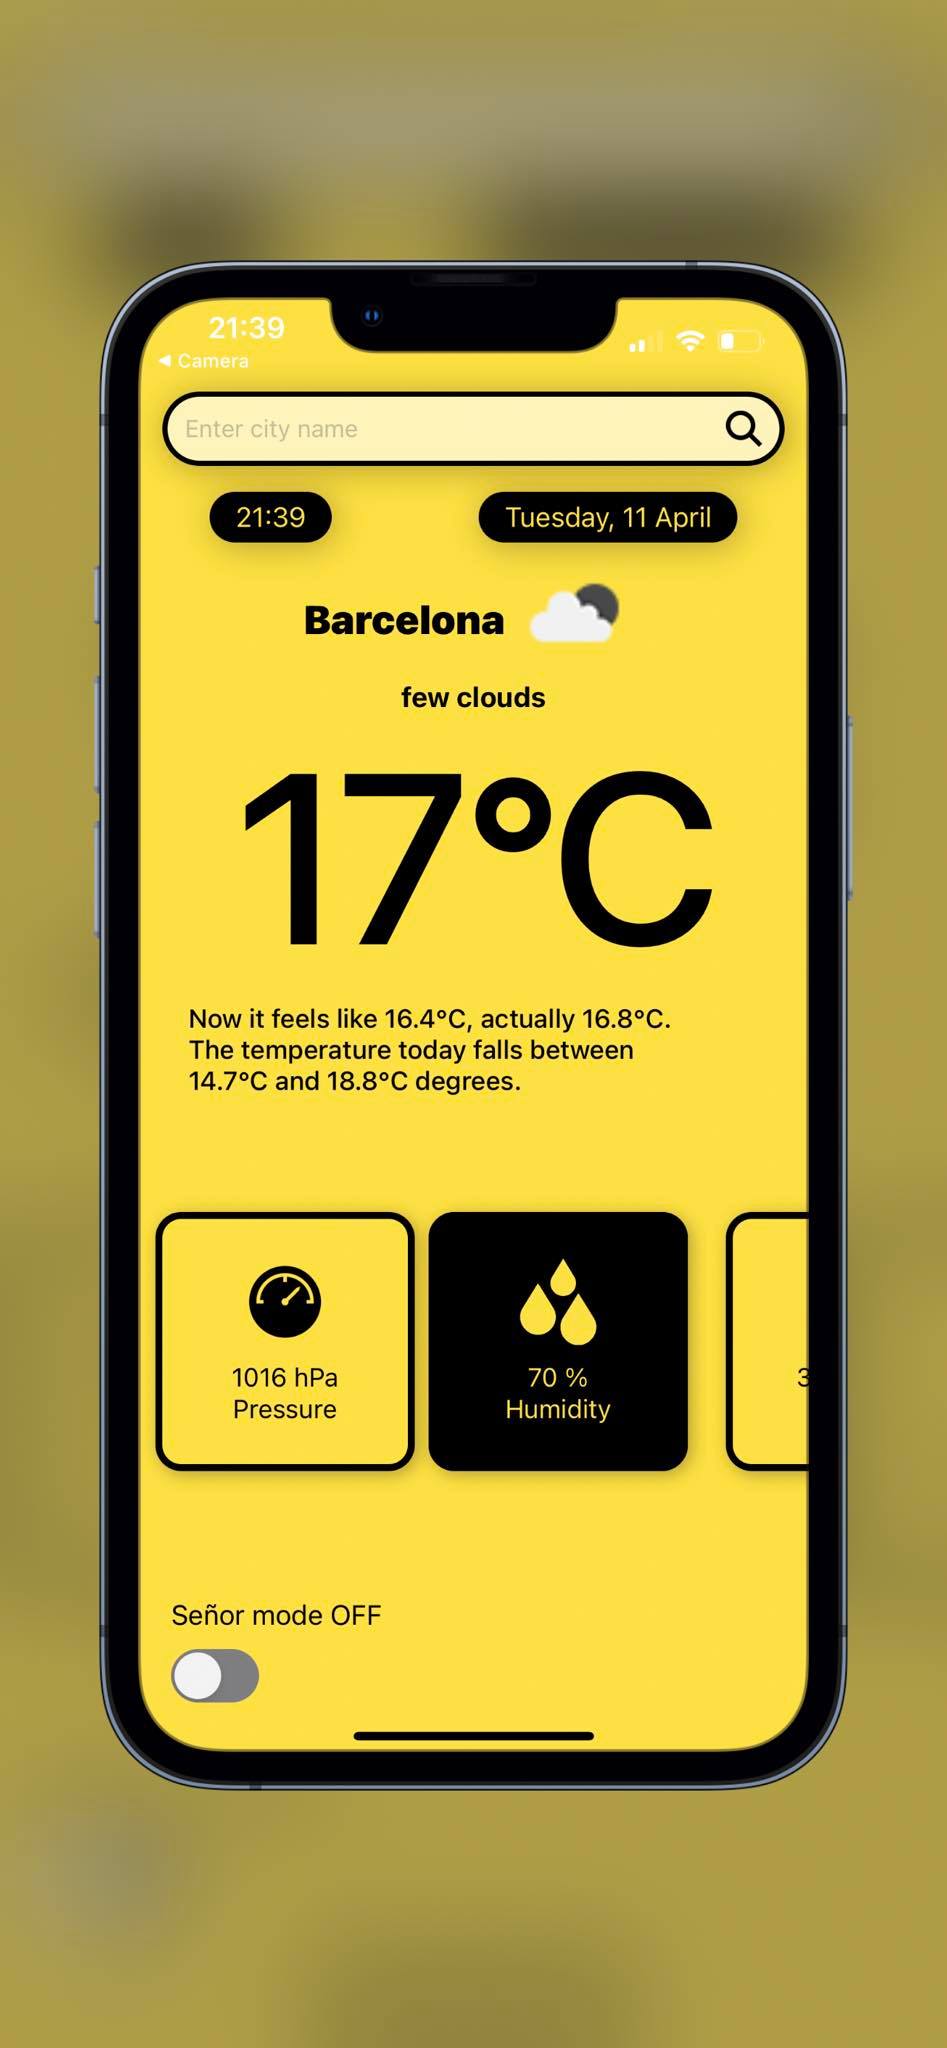 21:39
Camera
Enter city name
21:39
Tuesday, 11 April
Barcelona
few clouds
17°C
Now it feels like 16.4°C, actually 16.8°C.
The temperature today falls between
14.7°C and 18.8°C degrees.
1016 hPa
Pressure
70 %
Humidity
3
Señor mode OFF